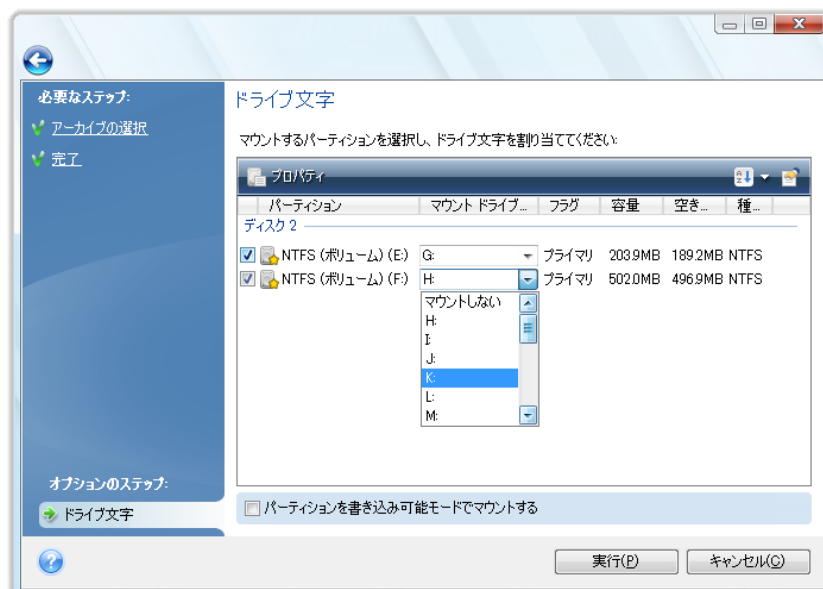 必要なステップ:
アーカイブの選択
完了
ドライブ文字
マウントするパーティションを選択し、ドライブ文字を割り当ててください:
プロパティ
パーティション マウント ドライブ... フラグ 容量 空き... 種...
ディスク 2
NTFS (ボリューム) (E:) G: プライマリ 203.9MB 189.2MB NTFS
NTFS (ボリューム) (F:) H: プライマリ 502.0MB 496.9MB NTFS
マウントしない
H:
I:
J:
K:
L:
M:
オプションのステップ:
ドライブ文字
パーティションを書き込み可能モードでマウントする
実行(P) キャンセル(C)